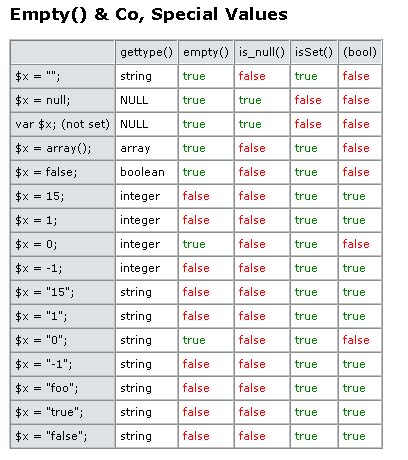 Empty() & Co, Special Values
gettype() empty() is_null() isSet() (bool)
$x = ""; string true false true false
$x = null; NULL true true false false
var $x; (not set) NULL true true false false
$x = array(); array true false true false
$x = false; boolean true false true false
$x = 15; integer false false true true
$x = 1; integer false false true true
$x = 0; integer true false true false
$x = -1; integer false false true true
$x = "15"; string false false true true
$x = "1"; string false false true true
$x = "0"; string true false true false
$x = "-1"; string false false true true
$x = "foo"; string false false true true
$x = "true"; string false false true true
$x = "false"; string false false true true